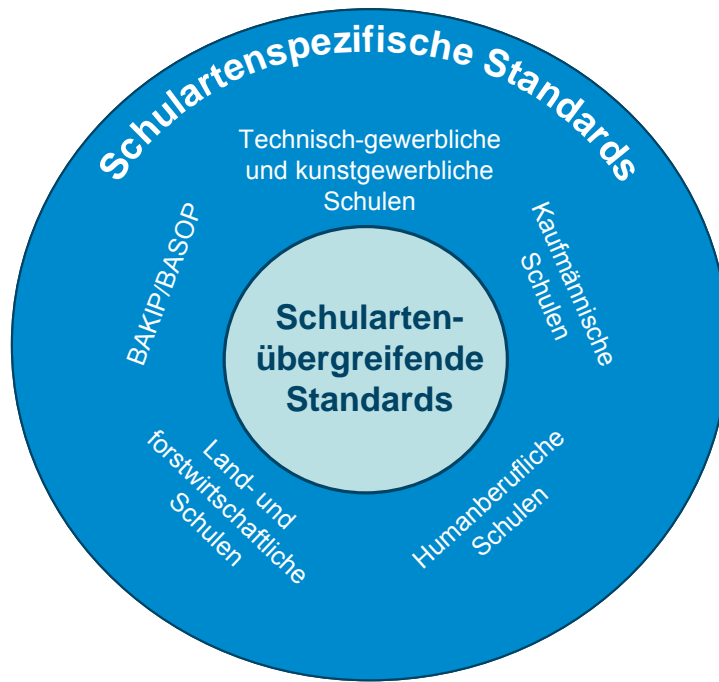 Schulartenspezifische Standards
Technisch-gewerbliche
und kunstgewerbliche
Schulen
BAKIP/BASOP
Kaufmännische
Schulen
Schularten-
übergreifende
Standards
Land- und
forstwirtschaftliche
Schulen
Humanberufliche
Schulen